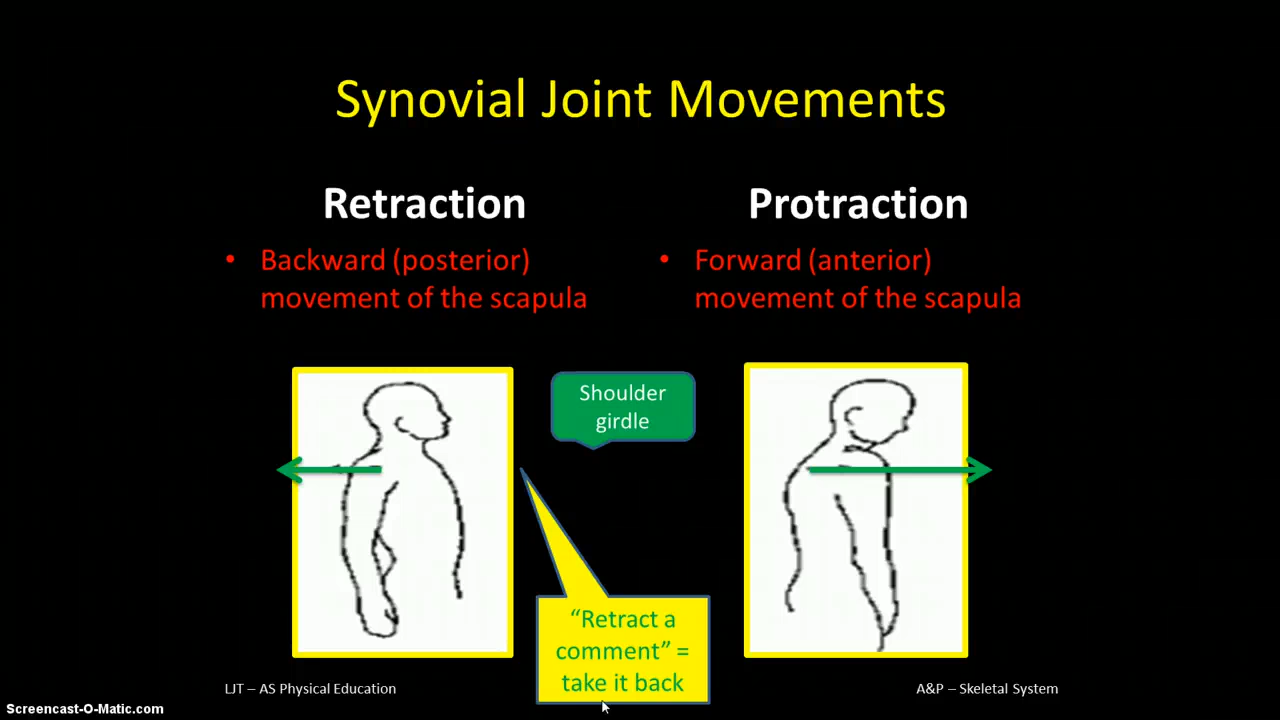 Synovial Joint Movements
Retraction
• Backward (posterior)
movement of the scapula
Protraction
• Forward (anterior)
movement of the scapula
Shoulder
girdle
“Retract a
comment” =
take it back
LJT – AS Physical Education
A&P – Skeletal System
Screencast-O-Matic.com